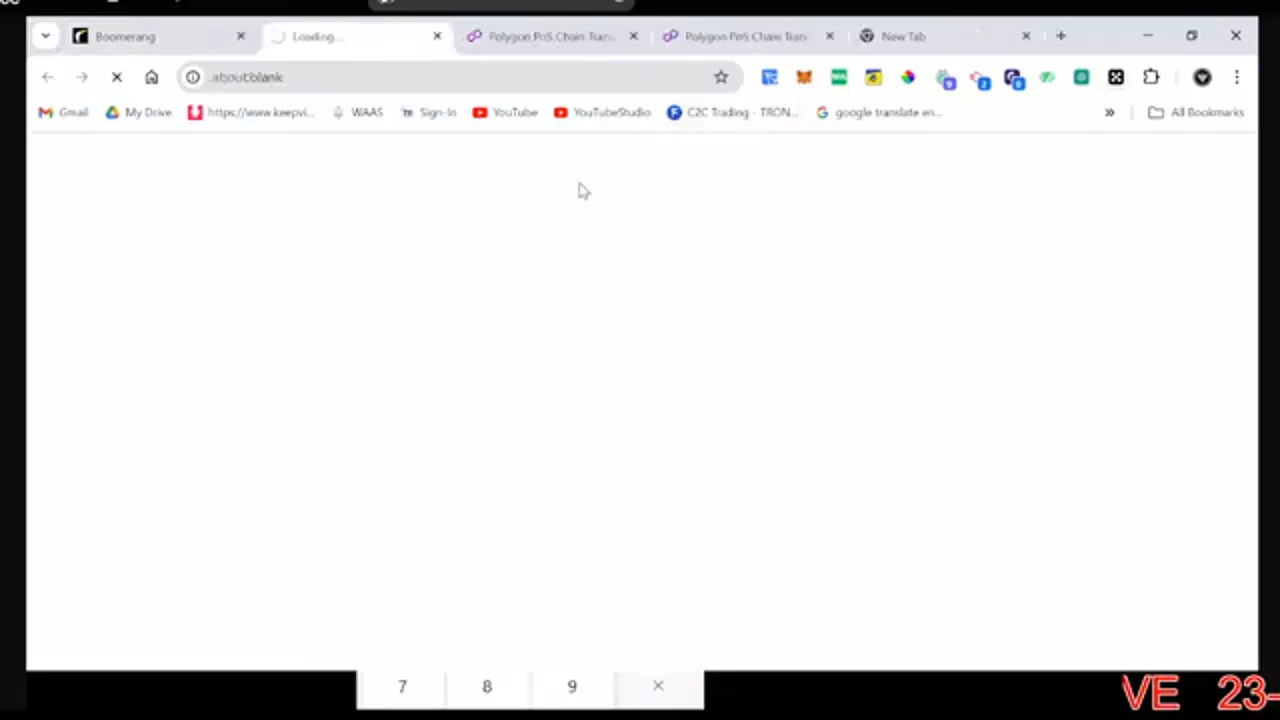 Boomerang
Loading...
Polygon PoS Chain Tran...
Polygon PoS Chain Tran
New Tab
about:blank
Gmail
My Drive
https://www.keepvi...
WAAS
Sign-In
YouTube
YouTubeStudio
C2C Trading - TRON...
google translate en...
»
All Bookmarks
7 8 9 ×
VE 23-